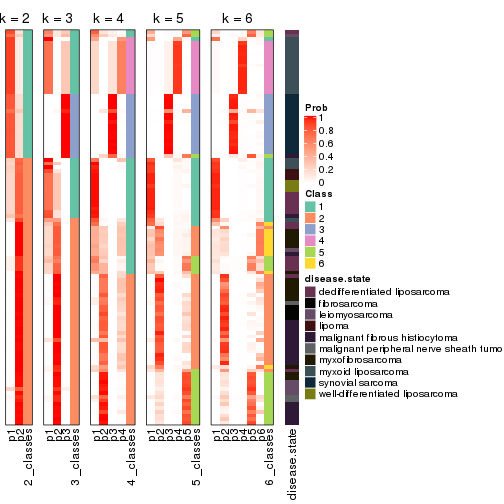 k = 2 k = 3 k = 4 k = 5 k = 6
Prob
1
0.8
0.6
0.4
0.2
0
Class
1
2
3
4
5
6
disease.state
dedifferentiated liposarcoma
fibrosarcoma
leiomyosarcoma
lipoma
malignant fibrous histiocytoma
malignant peripheral nerve sheath tumo
myxofibrosarcoma
myxoid liposarcoma
synovial sarcoma
well-differentiated liposarcoma
p1 p2 2_classes p1 p2 p3 3_classes p1 p2 p3 p4 4_classes p1 p2 p3 p4 p5 5_classes p1 p2 p3 p4 p5 p6 6_classes disease.state